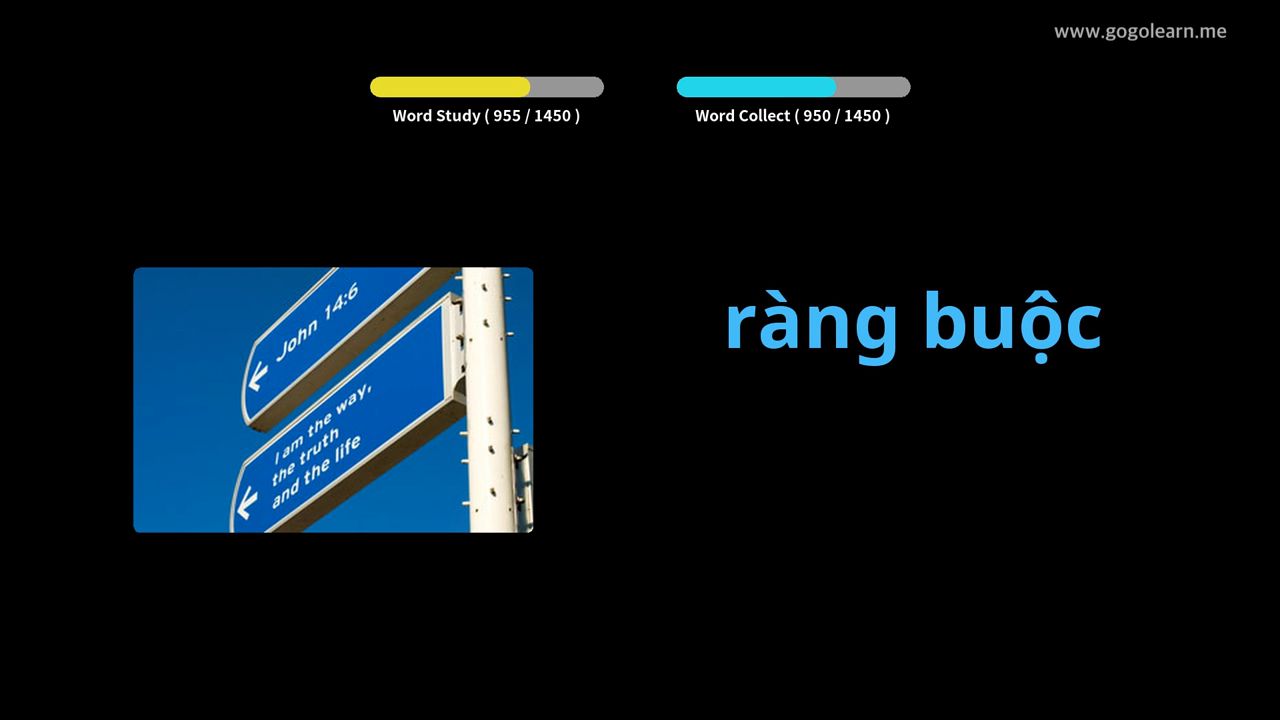 www.gogolearn.me
Word Study ( 955 / 1450 )
Word Collect ( 950 / 1450 )
John 14:6
I am the way,
the truth
and the life
ràng buộc